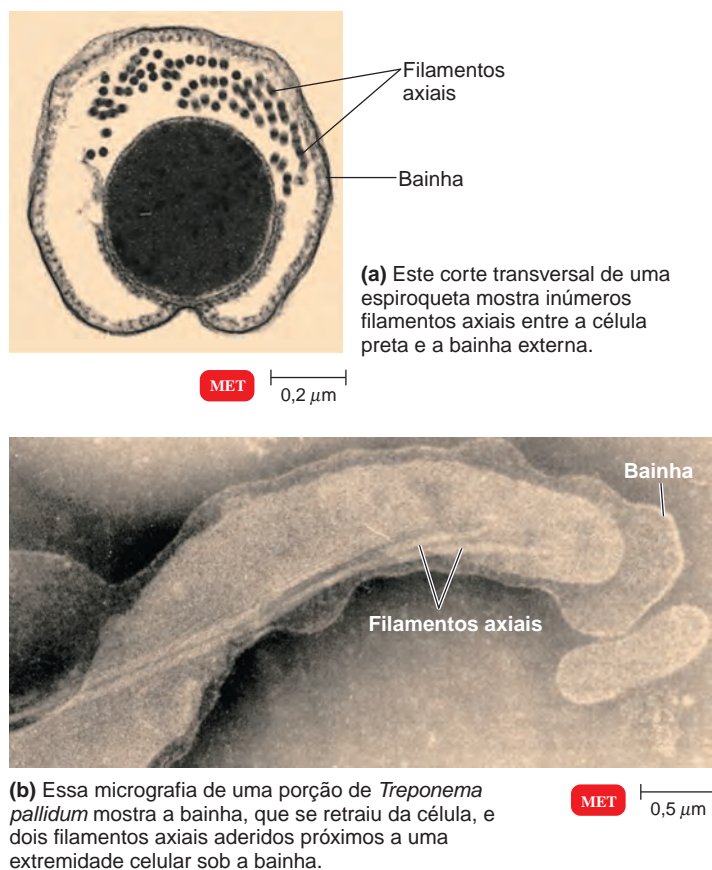 Filamentos
axiais
Bainha
(a) Este corte transversal de uma
espiroqueta mostra inúmeros
filamentos axiais entre a célula
preta e a bainha externa.
MET
0,2 μm
Bainha
Filamentos axiais
(b) Essa micrografia de uma porção de Treponema
pallidum mostra a bainha, que se retraiu da célula, e
dois filamentos axiais aderidos próximos a uma
extremidade celular sob a bainha.
MET
0,5 μm